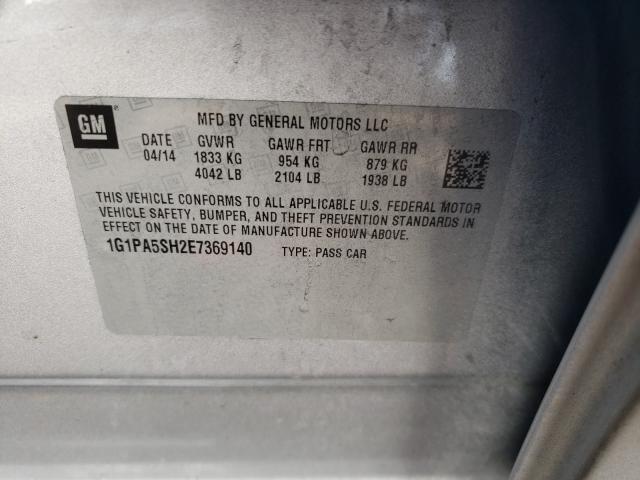 GM
MFD BY GENERAL MOTORS LLC
DATE GVWR GAWR FRT GAWR RR
04/14 1833 KG 954 KG 879 KG
4042 LB 2104 LB 1938 LB
THIS VEHICLE CONFORMS TO ALL APPLICABLE U.S. FEDERAL MOTOR
VEHICLE SAFETY, BUMPER, AND THEFT PREVENTION STANDARDS IN
EFFECT ON THE DATE OF MANUFACTURE SHOWN ABOVE.
1G1PA5SH2E7369140 TYPE: PASS CAR